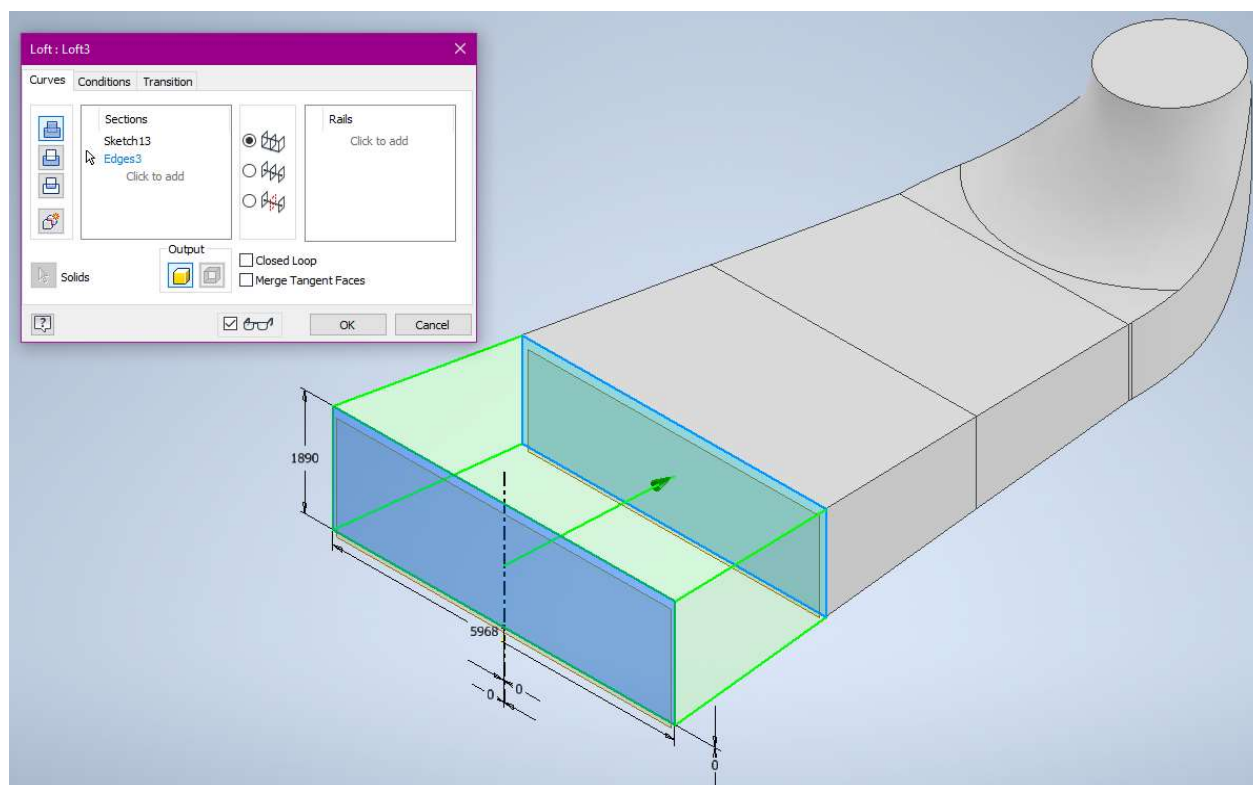 Loft : Loft3
Curves Conditions Transition
Sections
Sketch13
Edges3
Click to add
Rails
Click to add
Solids
Output
Closed Loop
Merge Tangent Faces
?
OK
Cancel
1890
5968
0
0
0